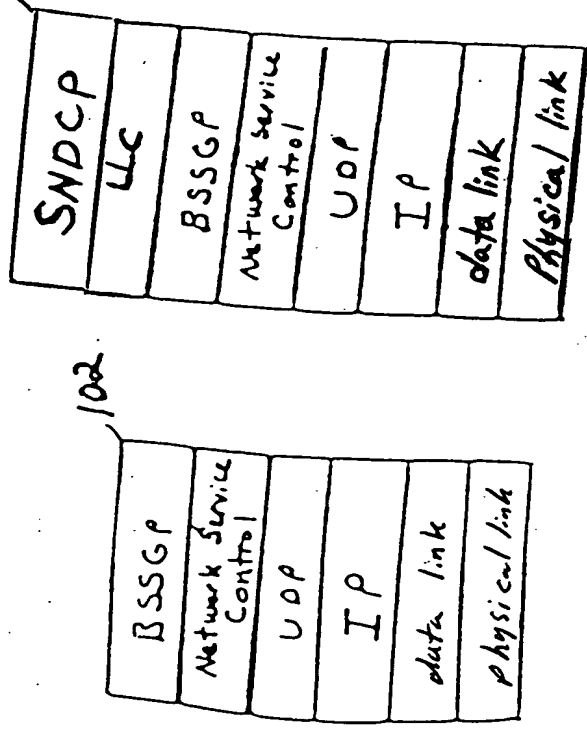 102
BSSGP
Network Service
Control
UDP
IP
data link
physical link
SNDCP
LLC
BSSGP
Network Service
Control
UDP
IP
data link
Physical link